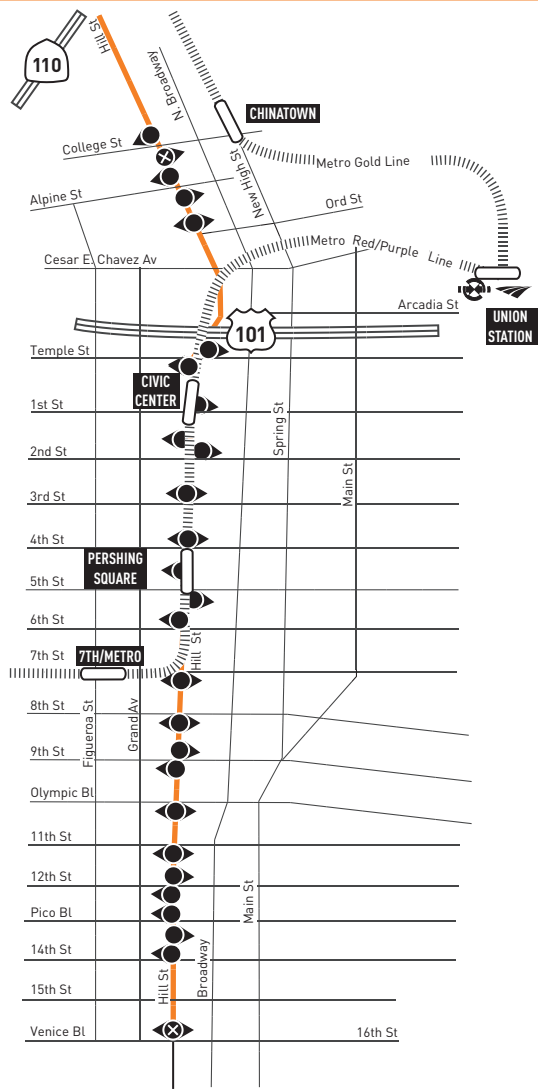 110
Hill St
N. Broadway
CHINATOWN
College St
New High St
Metro Gold Line
Alpine St
Ord St
Metro Red/Purple Line
Cesar E. Chavez Av
Arcadia St
UNION
STATION
101
Temple St
CIVIC
CENTER
1st St
Spring St
2nd St
Main St
3rd St
4th St
PERSHING
SQUARE
5th St
6th St
Hill St
7th St
7TH/METRO
8th St
Figueroa St
Grand Av
9th St
Olympic Bl
11th St
12th St
Main St
Pico Bl
14th St
Broadway
Hill St
15th St
Venice Bl
16th St